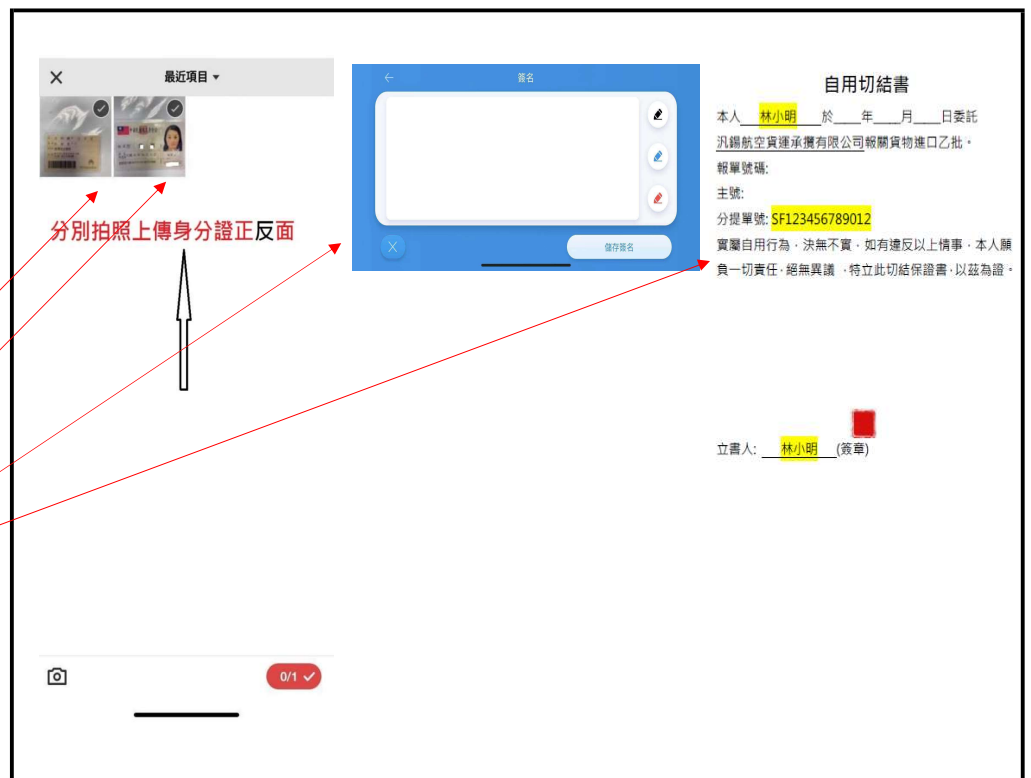 最近項目
分別拍照上傳身分證正反面
0/1
簽名
儲存簽名
自用切結書
本人 林小明 於____年____月____日委託
汎錫航空貨運承攬有限公司報關貨物進口乙批。
報單號碼:
主號:
分提單號: SF123456789012
實屬自用行為，決無不實，如有違反以上情事，本人願
負一切責任，絕無異議 ，特立此切結保證書，以茲為證。
立書人: 林小明 (簽章)